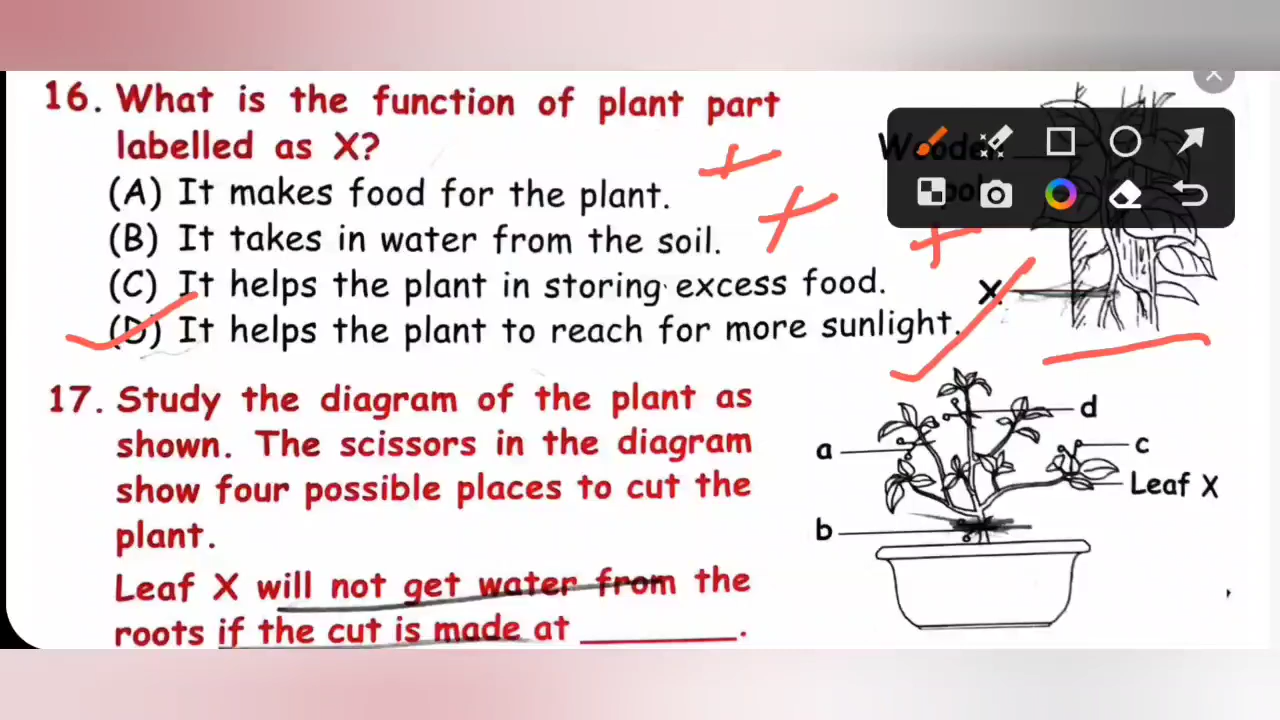 16. What is the function of plant part
labelled as X?
(A) It makes food for the plant.
(B) It takes in water from the soil.
(C) It helps the plant in storing excess food.
(D) It helps the plant to reach for more sunlight.
Wooden
pole
X
17. Study the diagram of the plant as
shown. The scissors in the diagram
show four possible places to cut the
plant.
Leaf X will not get water from the
roots if the cut is made at ________.
d
a
c
Leaf X
b